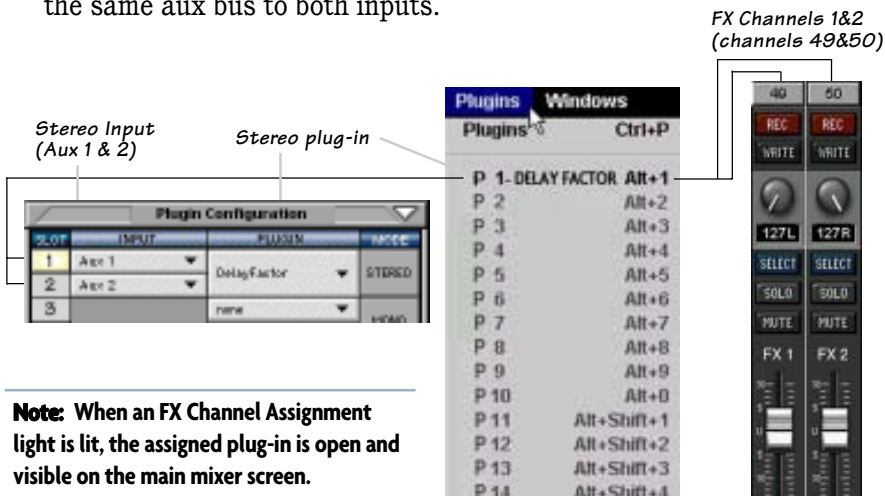 the same aux bus to both inputs.
FX Channels 1&2
(channels 49&50)
Stereo Input
(Aux 1 & 2)
Stereo plug-in
Plugin Configuration
SLOT INPUT PLUGIN MODE
1 Aux 1 DelayFactor STEREO
2 Aux 2
3 none MONO
Plugins Windows
Plugins Ctrl+P
P 1- DELAY FACTOR Alt+1
P 2 Alt+2
P 3 Alt+3
P 4 Alt+4
P 5 Alt+5
P 6 Alt+6
P 7 Alt+7
P 8 Alt+8
P 9 Alt+9
P 10 Alt+0
P 11 Alt+Shift+1
P 12 Alt+Shift+2
P 13 Alt+Shift+3
P 14 Alt+Shift+4
49 50
REC REC
WRITE WRITE
127L 127R
SELECT SELECT
SOLO SOLO
MUTE MUTE
FX 1 FX 2
Note: When an FX Channel Assignment
light is lit, the assigned plug-in is open and
visible on the main mixer screen.